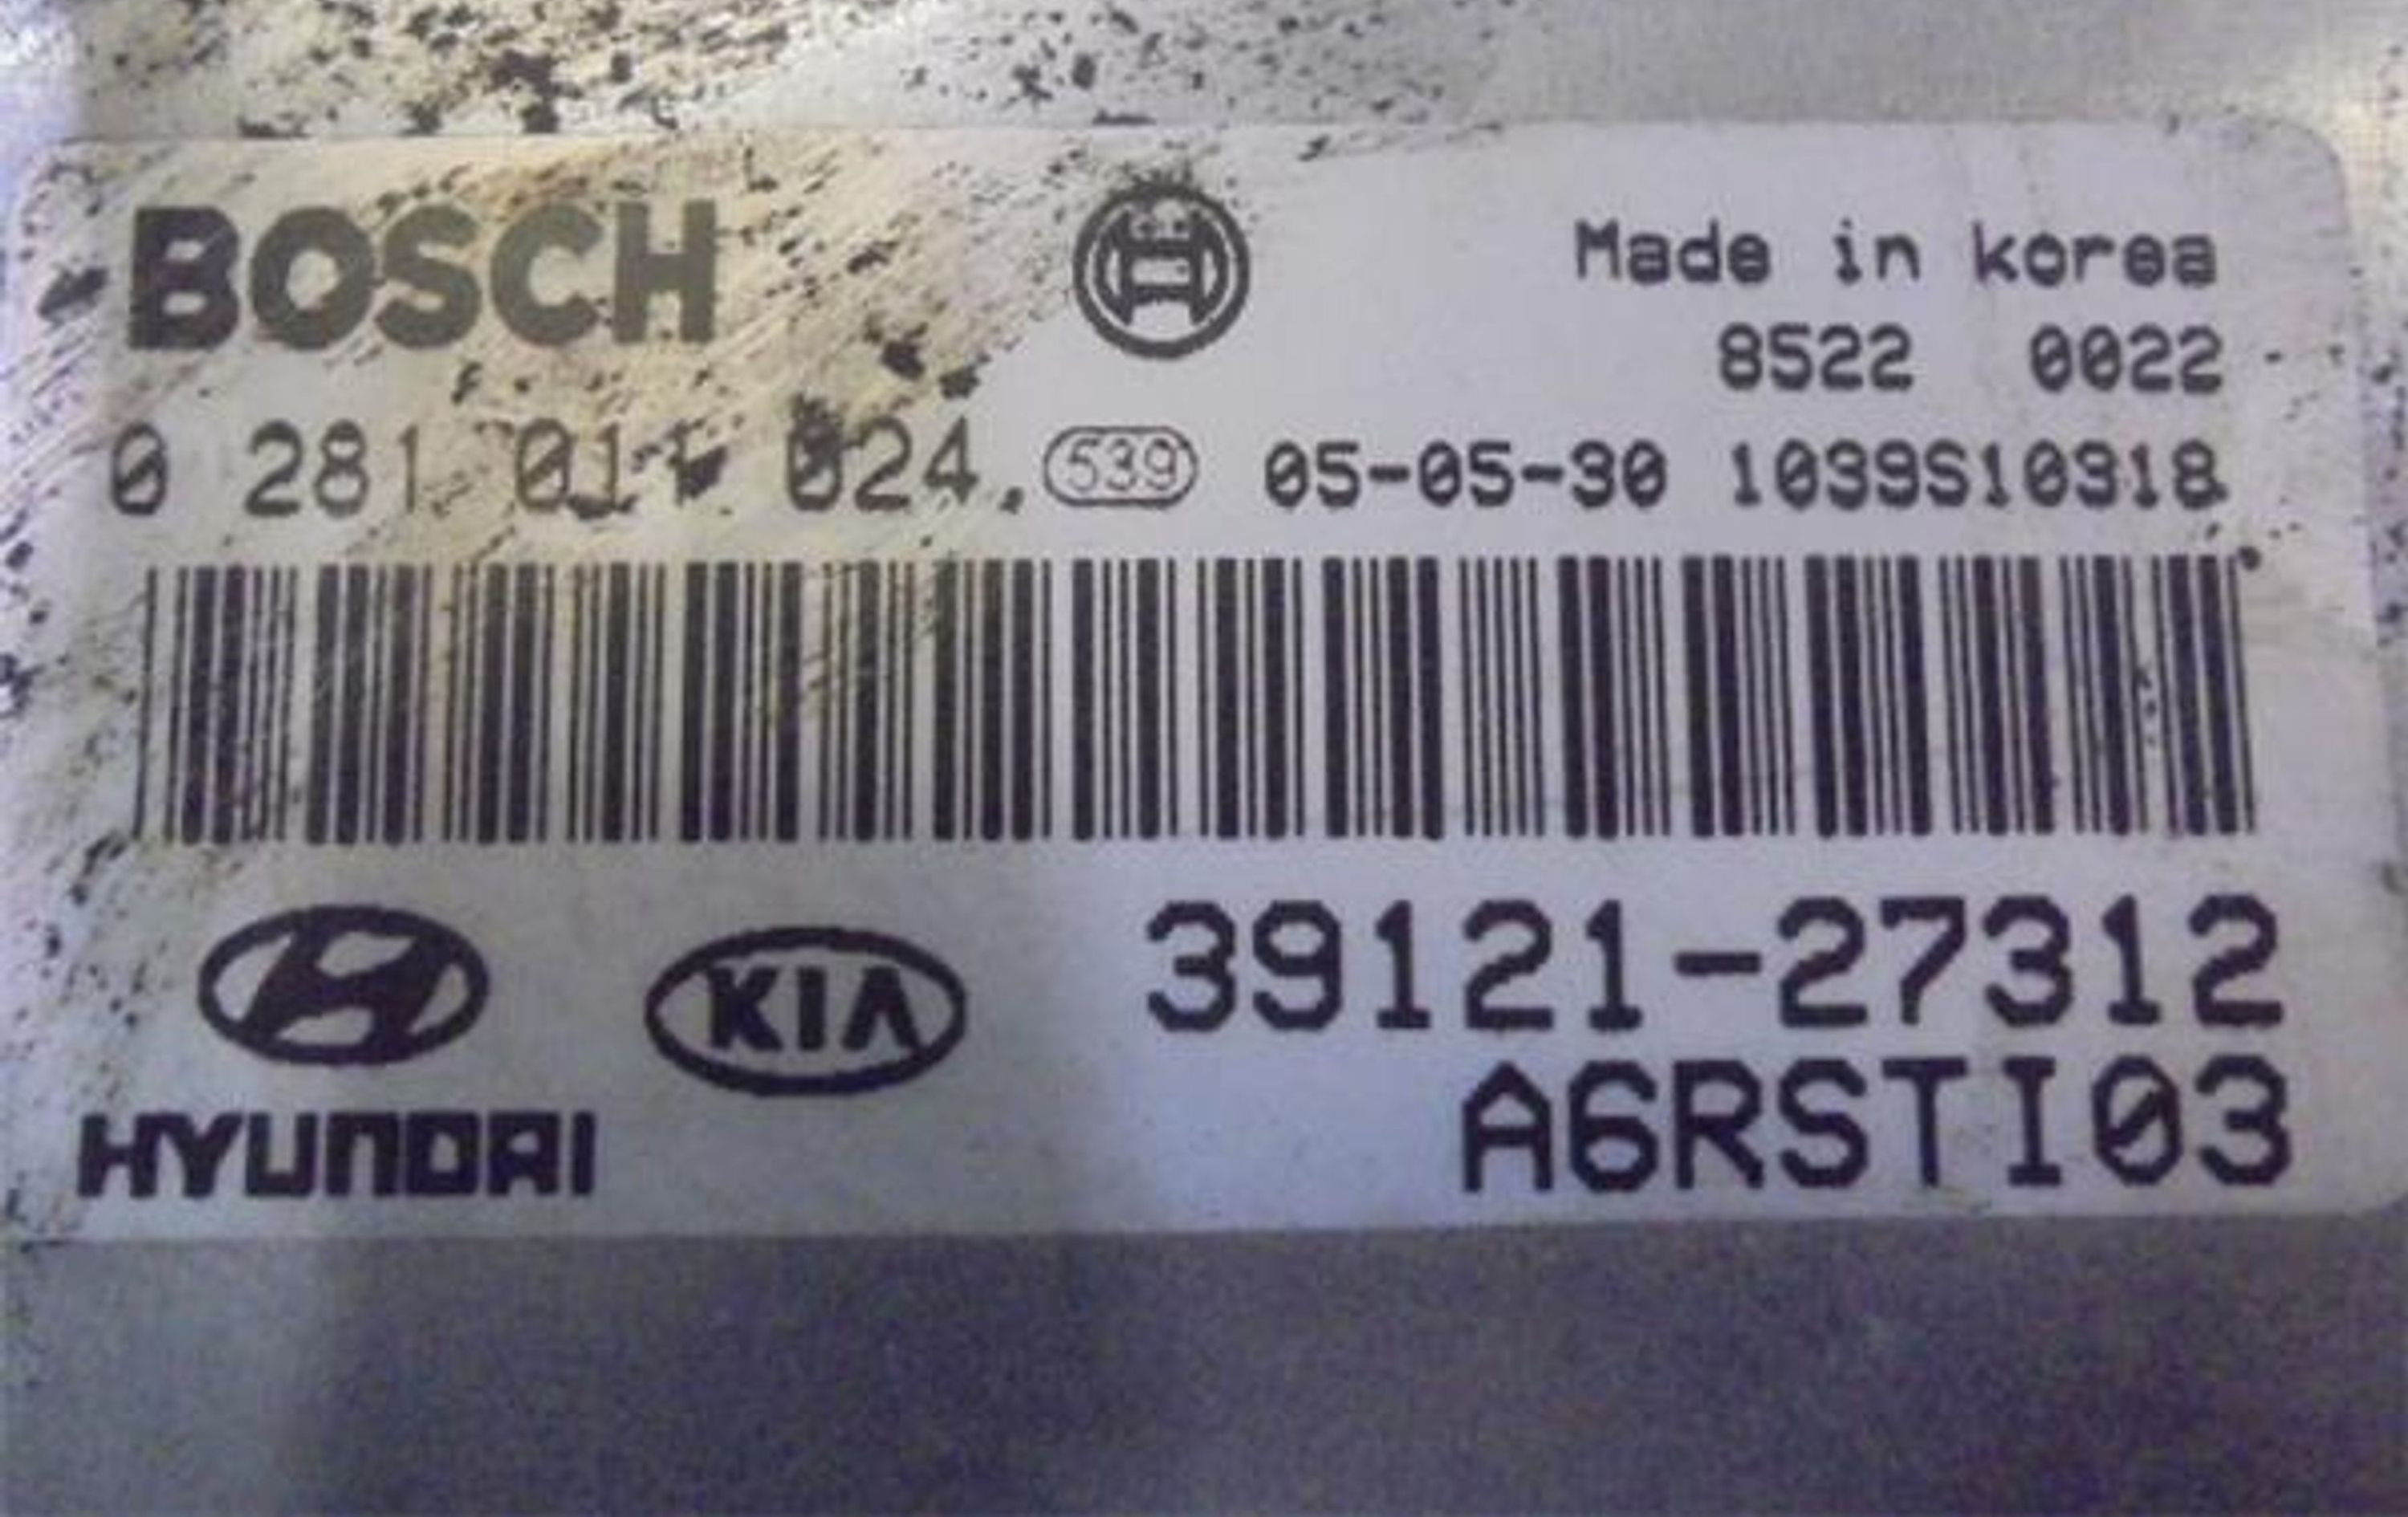 BOSCH
Made in korea
8522 0022
0 281 011 024. 539 05-05-30 1039S10318
39121-27312
KIA
A6RSTI03
HYUNDAI